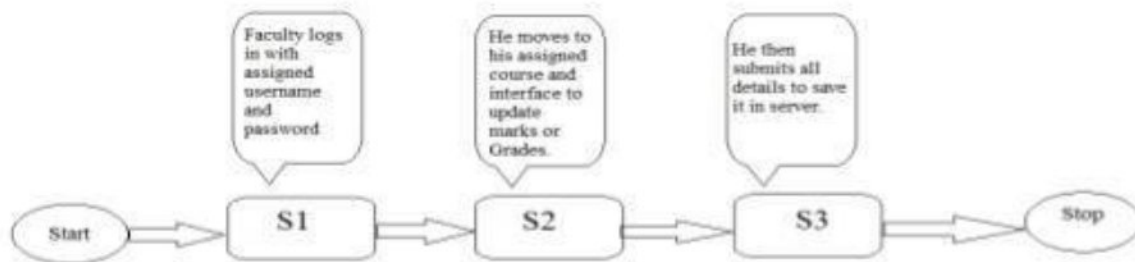 Faculty logs
in with
assigned
username
and
password
He moves to
his assigned
course and
interface to
update
marks or
Grades.
He then
submits all
details to save
it in server.
Start
S1
S2
S3
Stop